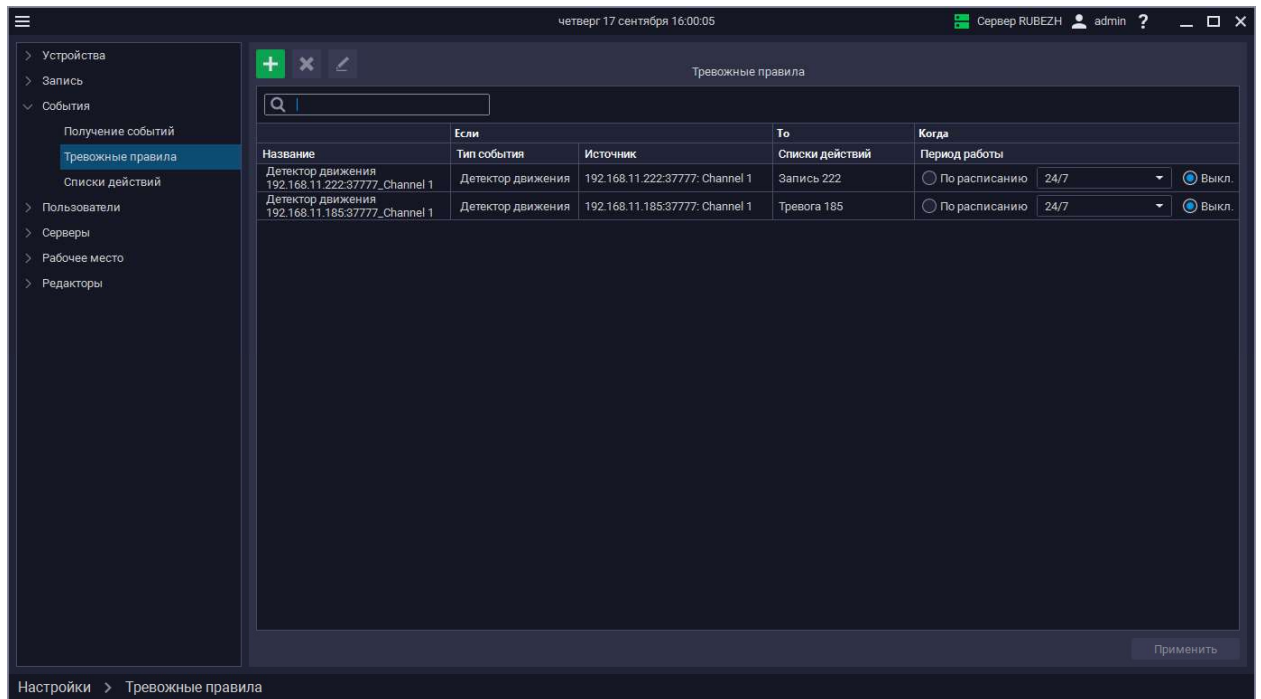 четверг 17 сентября 16:00:05 Сервер RUBEZH admin ?
Устройства
Запись
События
Получение событий
Тревожные правила
Списки действий
Пользователи
Серверы
Рабочее место
Редакторы
Тревожные правила
Если То Когда
Название Тип события Источник Списки действий Период работы
Детектор движения
192.168.11.222:37777_Channel 1 Детектор движения 192.168.11.222:37777: Channel 1 Запись 222 По расписанию 24/7 Выкл.
Детектор движения
192.168.11.185:37777_Channel 1 Детектор движения 192.168.11.185:37777: Channel 1 Тревога 185 По расписанию 24/7 Выкл.
Применить
Настройки > Тревожные правила